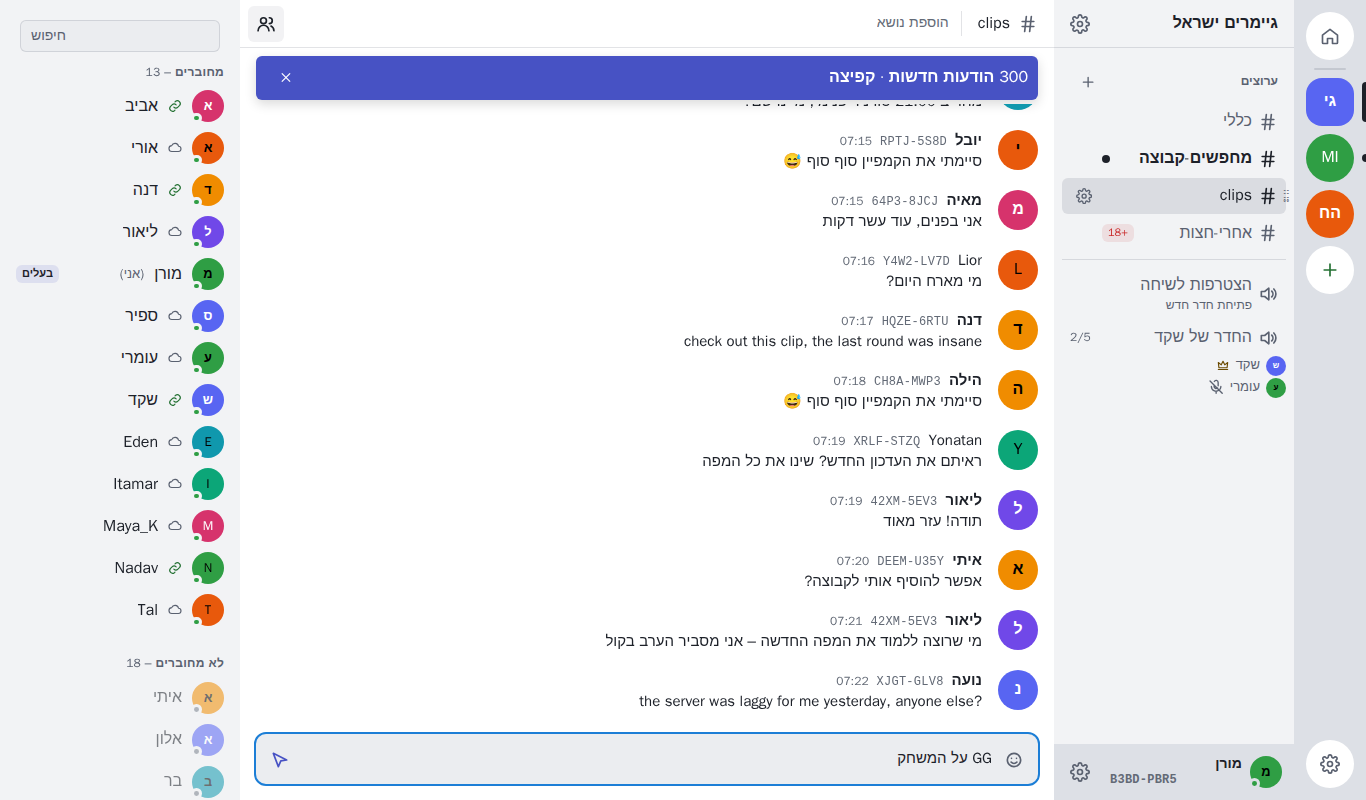 גי
MI
הח
גיימרים ישראל
ערוצים
כללי
מחפשים-קבוצה
clips
אחרי-חצות
18+
הצטרפות לשיחה
פתיחת חדר חדש
החדר של שקד
2/5
ש
שקד
ע
עומרי
מ
מורן
B3BD-PBR5
clips
הוספת נושא
300 הודעות חדשות · קפיצה
י
יובל RPTJ-5S8D 07:15
סיימתי את הקמפיין סוף סוף 😅
מ
מאיה 64P3-8JCJ 07:15
אני בפנים, עוד עשר דקות
L
Lior Y4W2-LV7D 07:16
מי מארח היום?
ד
דנה HQZE-6RTU 07:17
check out this clip, the last round was insane
ה
הילה CH8A-MWP3 07:18
סיימתי את הקמפיין סוף סוף 😅
Y
Yonatan XRLF-STZQ 07:19
ראיתם את העדכון החדש? שינו את כל המפה
ל
ליאור 42XM-5EV3 07:19
תודה! עזר מאוד
א
איתי DEEM-U35Y 07:20
אפשר להוסיף אותי לקבוצה?
ל
ליאור 42XM-5EV3 07:21
מי שרוצה ללמוד את המפה החדשה – אני מסביר הערב בקול
נ
נועה XJGT-GLV8 07:22
the server was laggy for me yesterday, anyone else?
GG על המשחק
חיפוש
מחוברים – 13
א
אביב
א
אורי
ד
דנה
ל
ליאור
מ
מורן (אני) בעלים
ס
ספיר
ע
עומרי
ש
שקד
E
Eden
I
Itamar
M
Maya_K
N
Nadav
T
Tal
לא מחוברים – 18
א
איתי
א
אלון
ב
בר